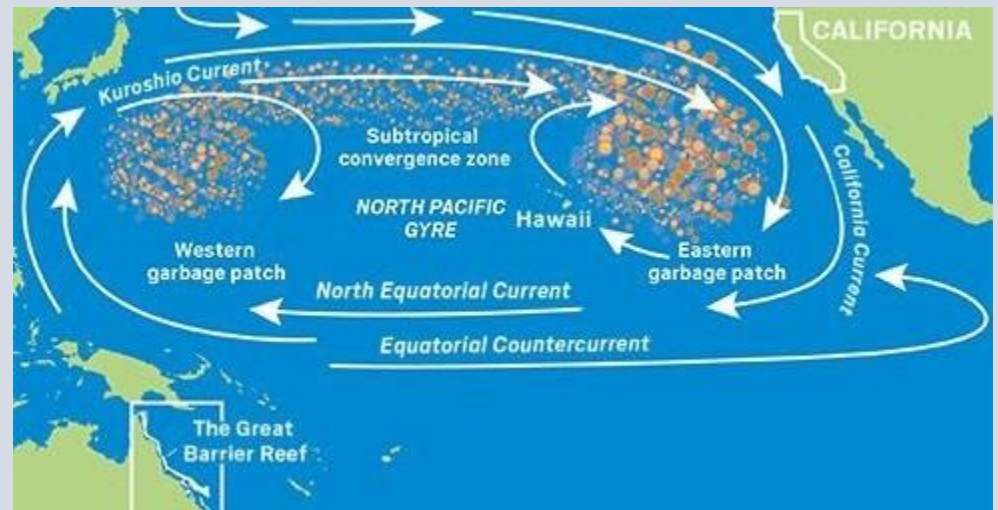 CALIFORNIA
Kuroshio Current
Subtropical
convergence zone
California Current
NORTH PACIFIC
GYRE
Hawaii
Western
garbage patch
Eastern
garbage patch
North Equatorial Current
Equatorial Countercurrent
The Great
Barrier Reef